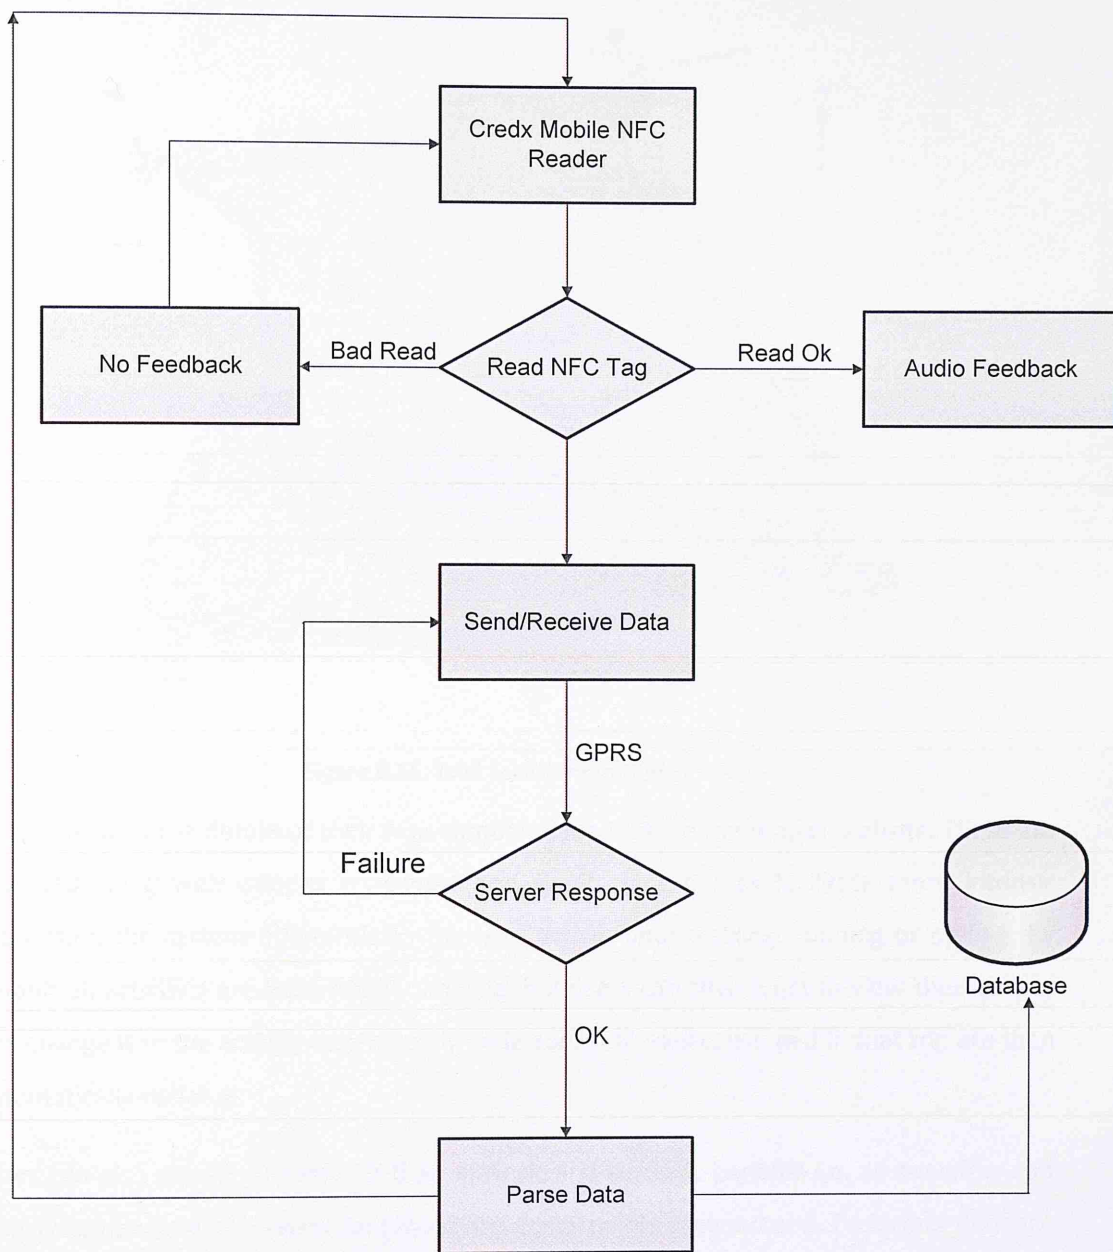 Credx Mobile NFC
Reader
No Feedback
Bad Read
Read NFC Tag
Read Ok
Audio Feedback
Send/Receive Data
GPRS
Failure
Server Response
Database
OK
Parse Data